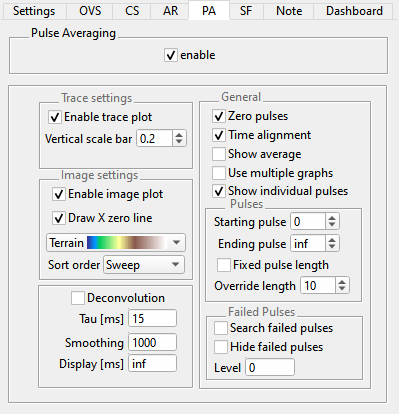 Settings OVS CS AR PA SF Note Dashboard
Pulse Averaging
enable
Trace settings
Enable trace plot
Vertical scale bar 0.2
Image settings
Enable image plot
Draw X zero line
Terrain
Sort order Sweep
Deconvolution
Tau [ms] 15
Smoothing 1000
Display [ms] inf
General
Zero pulses
Time alignment
Show average
Use multiple graphs
Show individual pulses
Pulses
Starting pulse 0
Ending pulse inf
Fixed pulse length
Override length 10
Failed Pulses
Search failed pulses
Hide failed pulses
Level 0